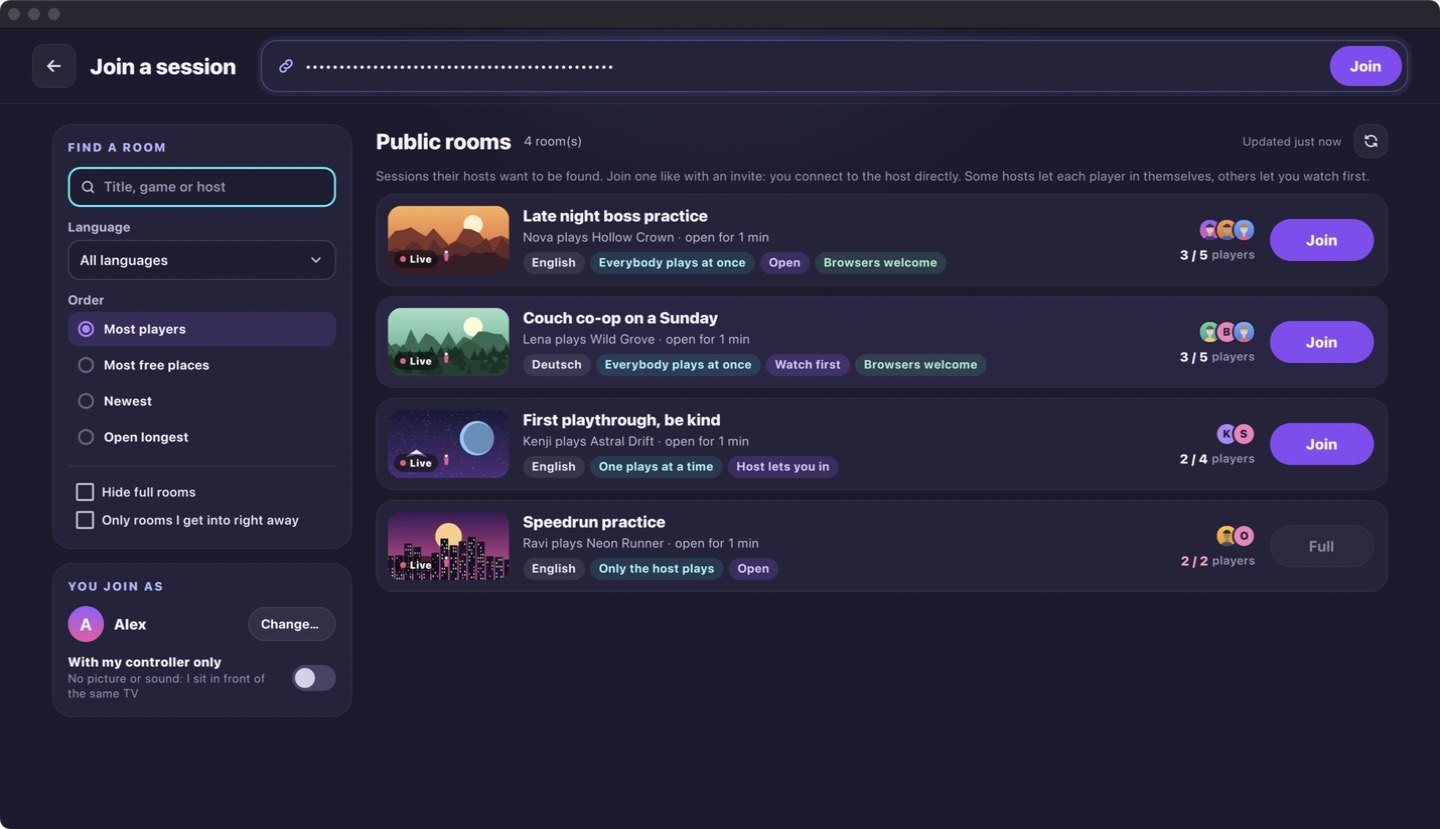 Join a session
••••••••••••••••••••••••••••••••••••••••••••••
Join
FIND A ROOM
Title, game or host
Language
All languages
Order
Most players
Most free places
Newest
Open longest
Hide full rooms
Only rooms I get into right away
YOU JOIN AS
A
Alex
Change…
With my controller only
No picture or sound: I sit in front of
the same TV
Public rooms
4 room(s)
Updated just now
Sessions their hosts want to be found. Join one like with an invite: you connect to the host directly. Some hosts let each player in themselves, others let you watch first.
Live
Late night boss practice
Nova plays Hollow Crown · open for 1 min
English Everybody plays at once Open Browsers welcome
3 / 5 players
Join
Live
Couch co-op on a Sunday
Lena plays Wild Grove · open for 1 min
Deutsch Everybody plays at once Watch first Browsers welcome
B
3 / 5 players
Join
Live
First playthrough, be kind
Kenji plays Astral Drift · open for 1 min
English One plays at a time Host lets you in
K S
2 / 4 players
Join
Live
Speedrun practice
Ravi plays Neon Runner · open for 1 min
English Only the host plays Open
O
2 / 2 players
Full